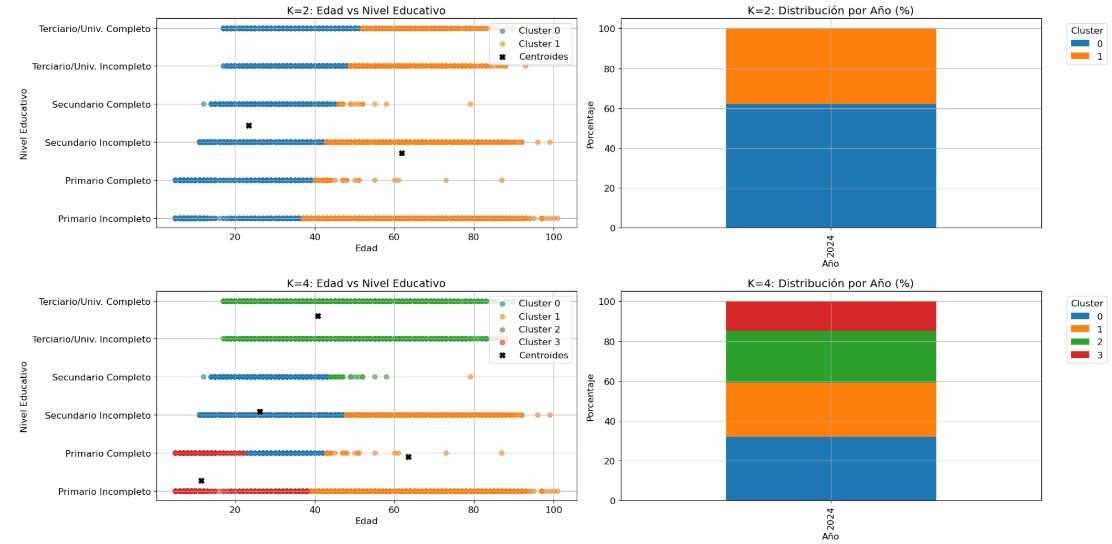 K=2: Edad vs Nivel Educativo
Nivel Educativo
Terciario/Univ. Completo
Terciario/Univ. Incompleto
Secundario Completo
Secundario Incompleto
Primario Completo
Primario Incompleto
Cluster 0
Cluster 1
Centroides
20 40 60 80 100
Edad
K=2: Distribución por Año (%)
Porcentaje
100
80
60
40
20
0
2024
Año
Cluster
0
1
K=4: Edad vs Nivel Educativo
Nivel Educativo
Terciario/Univ. Completo
Terciario/Univ. Incompleto
Secundario Completo
Secundario Incompleto
Primario Completo
Primario Incompleto
Cluster 0
Cluster 1
Cluster 2
Cluster 3
Centroides
20 40 60 80 100
Edad
K=4: Distribución por Año (%)
Porcentaje
100
80
60
40
20
0
2024
Año
Cluster
0
1
2
3